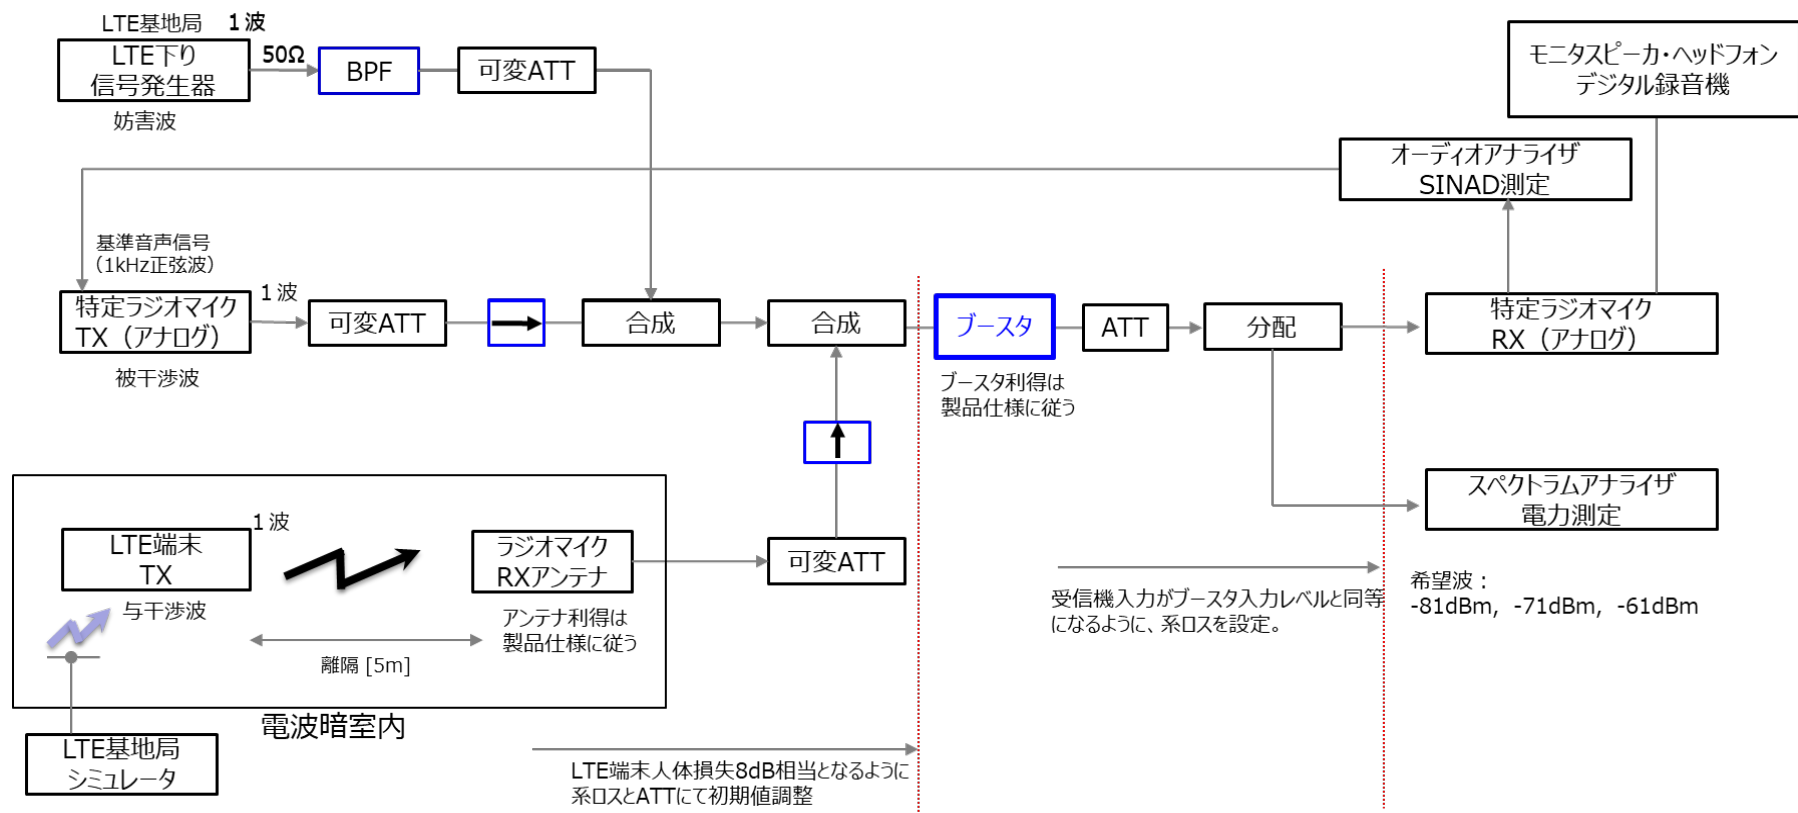 LTE基地局 1波
LTE下り
信号発生器
妨害波
50Ω
BPF
可変ATT
モニタスピーカ・ヘッドフォン
デジタル録音機
オーディオアナライザ
SINAD測定
基準音声信号
（1kHz正弦波）
特定ラジオマイク
TX（アナログ）
被干渉波
1波
可変ATT
合成
合成
ブースタ
ブースタ利得は
製品仕様に従う
ATT
分配
特定ラジオマイク
RX（アナログ）
スペクトラムアナライザ
電力測定
希望波：
-81dBm, -71dBm, -61dBm
LTE端末
TX
1波
与干渉波
ラジオマイク
RXアンテナ
アンテナ利得は
製品仕様に従う
離隔 [5m]
可変ATT
受信機入力がブースタ入力レベルと同等
になるように、系ロスを設定。
電波暗室内
LTE基地局
シミュレータ
LTE端末人体損失8dB相当となるように
系ロスとATTにて初期値調整